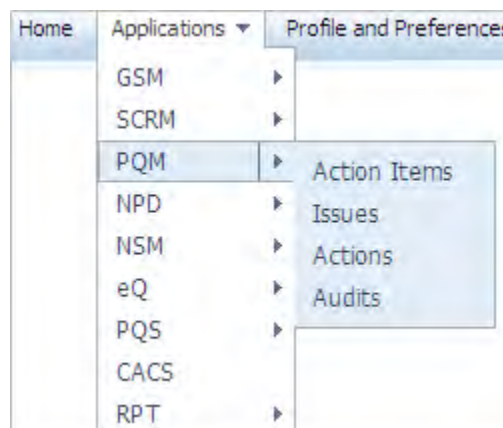 Home Applications Profile and Preferences
GSM
SCRM
PQM
Action Items
Issues
Actions
Audits
NPD
NSM
eQ
PQS
CACS
RPT